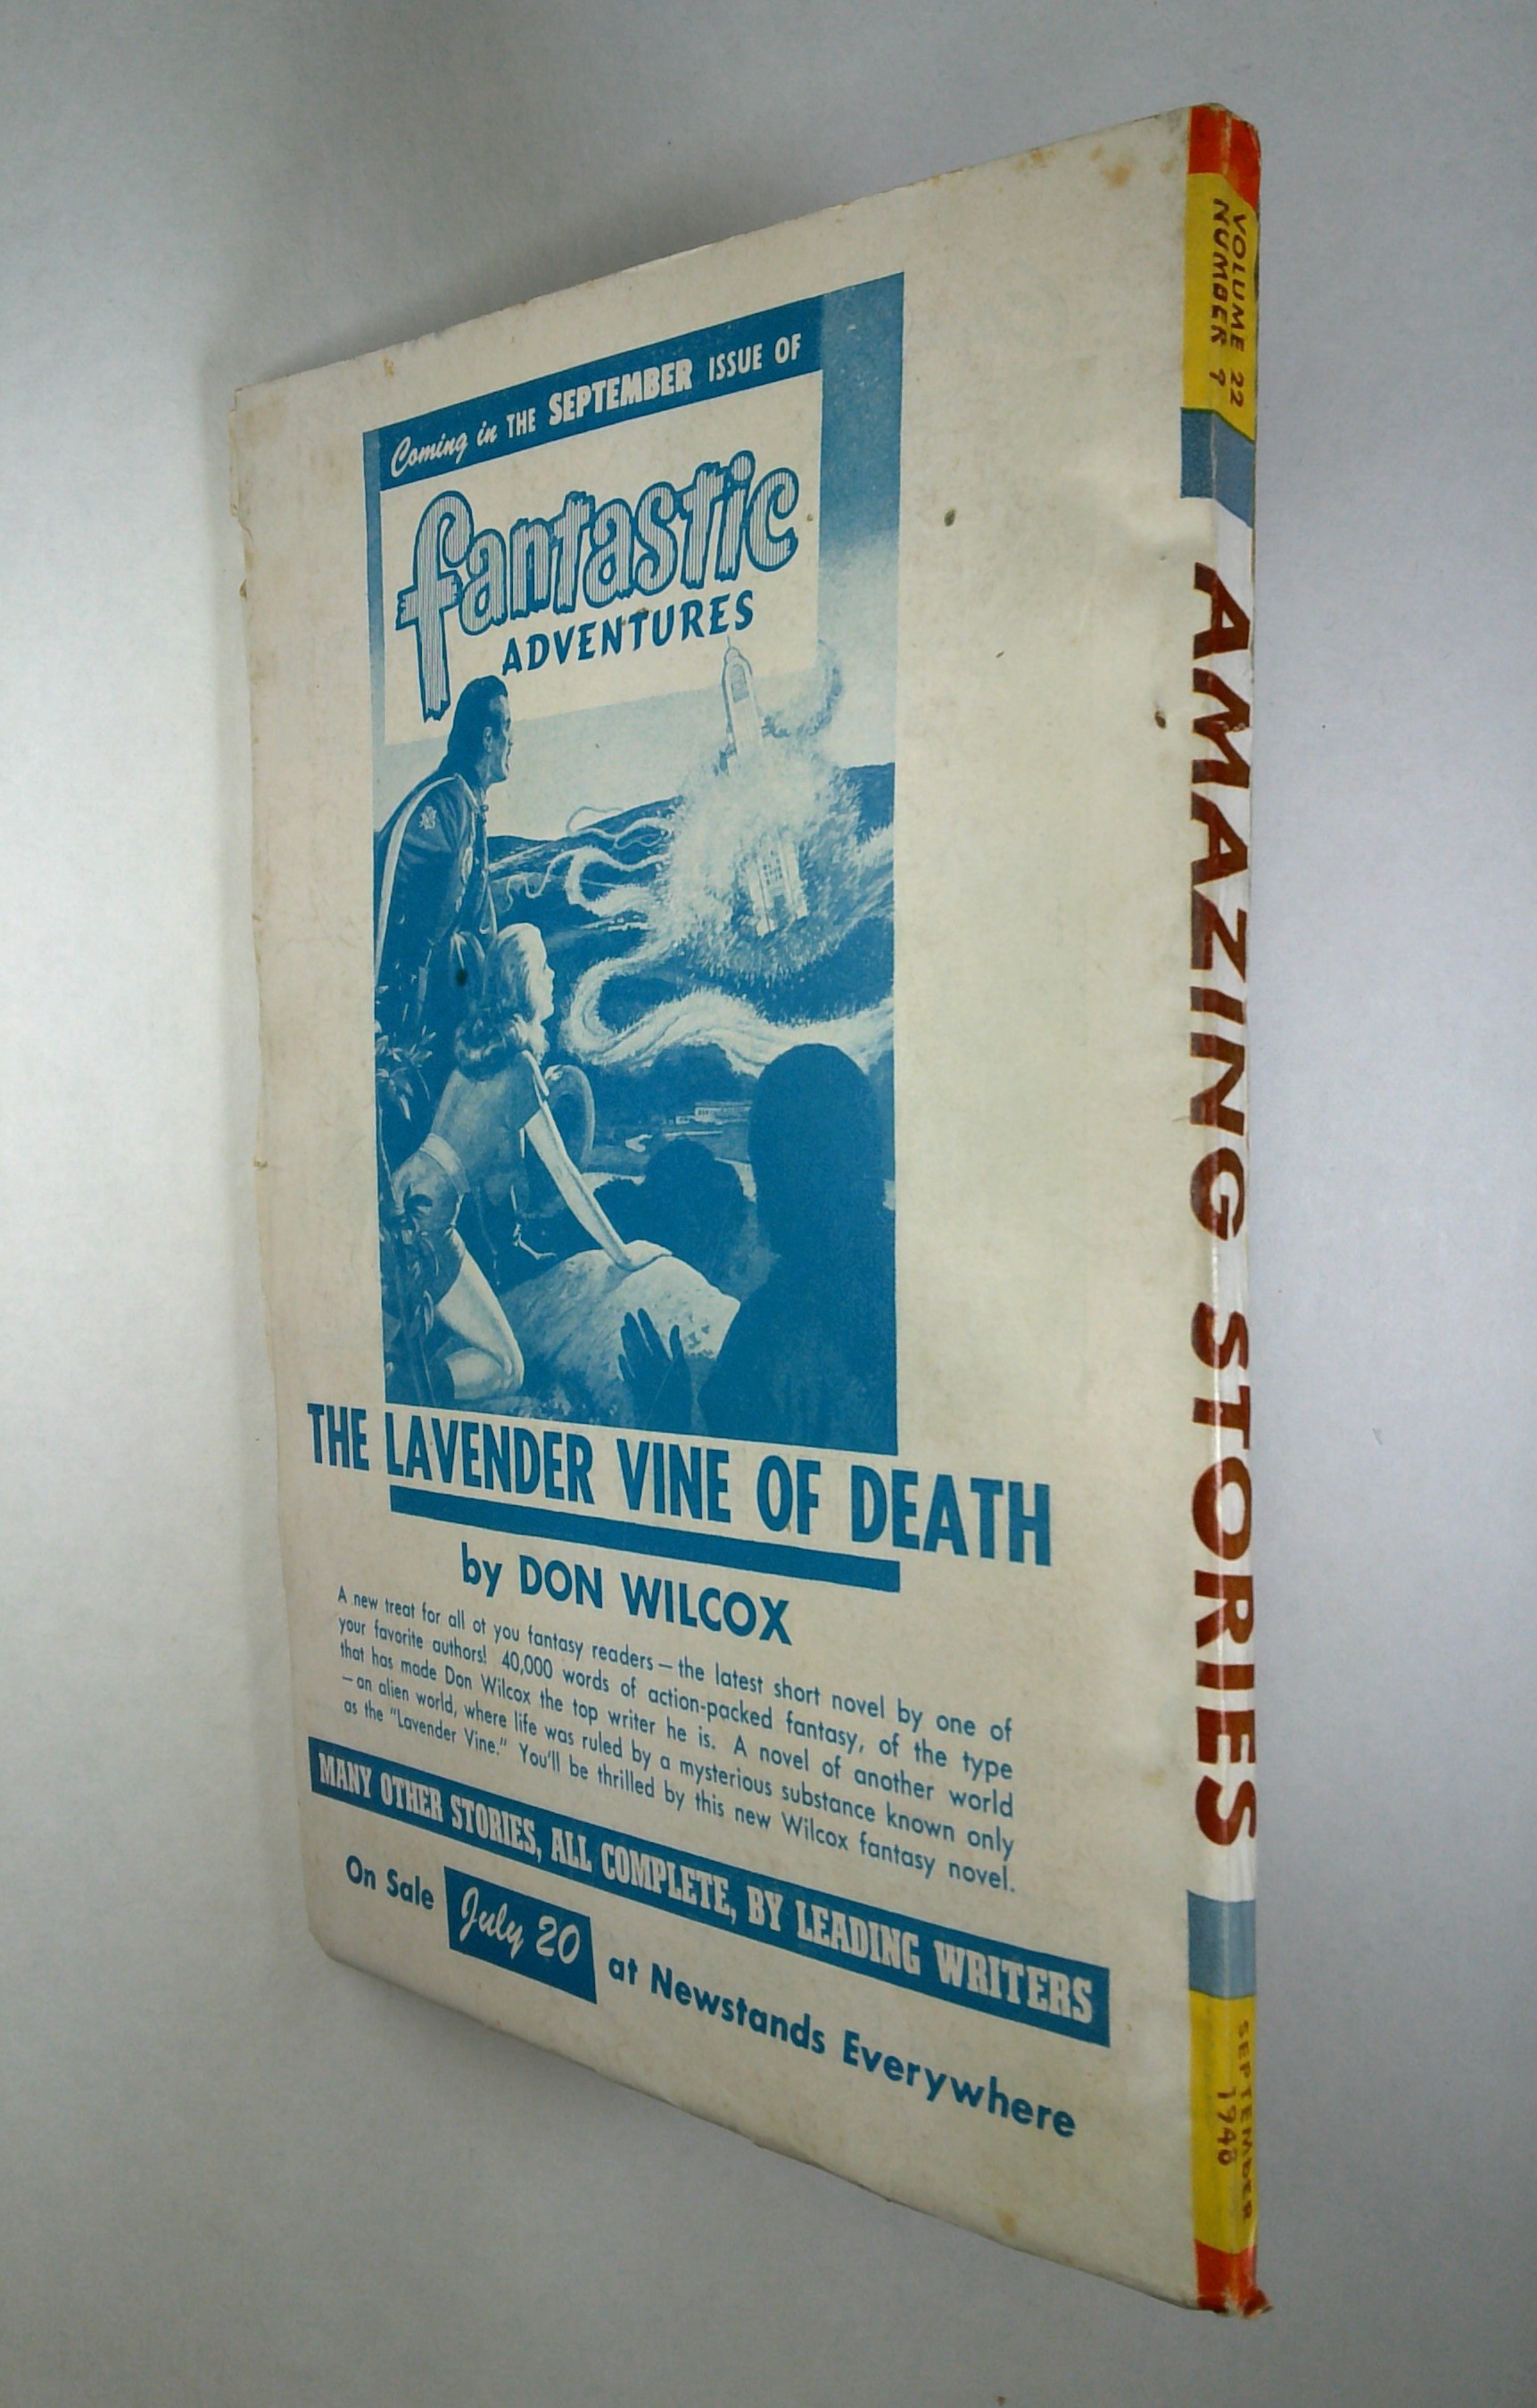 Coming in THE SEPTEMBER ISSUE OF
fantastic
ADVENTURES
THE LAVENDER VINE OF DEATH
by DON WILCOX
A new treat for all of you fantasy readers—the latest short novel by one of
your favorite authors! 40,000 words of action-packed fantasy, of the type
that has made Don Wilcox the top writer he is. A novel of another world
—an alien world, where life was ruled by a mysterious substance known only
as the "Lavender Vine." You'll be thrilled by this new Wilcox fantasy novel.
MANY OTHER STORIES, ALL COMPLETE, BY LEADING WRITERS
On Sale July 20 at Newstands Everywhere
VOLUME 22
NUMBER 9
AMAZING STORIES
SEPTEMBER
1948